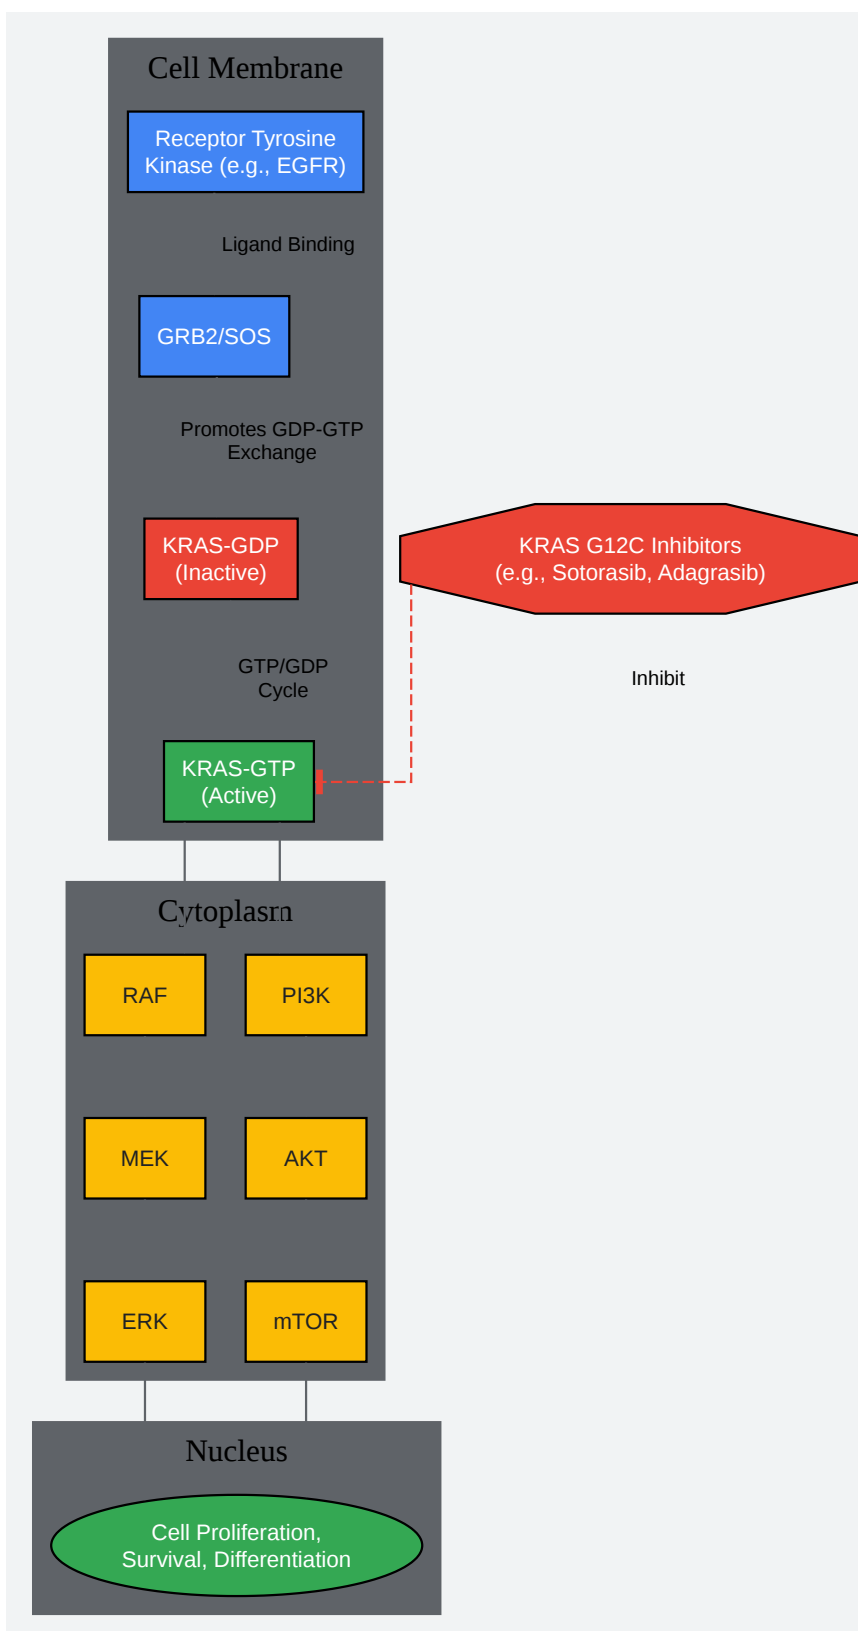 Cell Membrane
Receptor Tyrosine
Kinase (e.g., EGFR)
Ligand Binding
GRB2/SOS
Promotes GDP-GTP
Exchange
KRAS-GDP
(Inactive)
KRAS G12C Inhibitors
(e.g., Sotorasib, Adagrasib)
GTP/GDP
Cycle
Inhibit
KRAS-GTP
(Active)
Cytoplasm
RAF
PI3K
MEK
AKT
ERK
mTOR
Nucleus
Cell Proliferation,
Survival, Differentiation